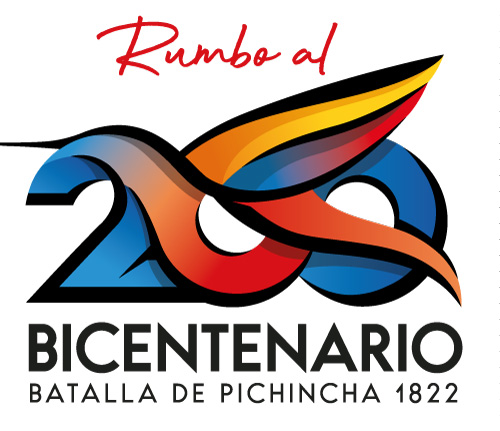 Rumbo al
200
BICENTENARIO
BATALLA DE PICHINCHA 1822